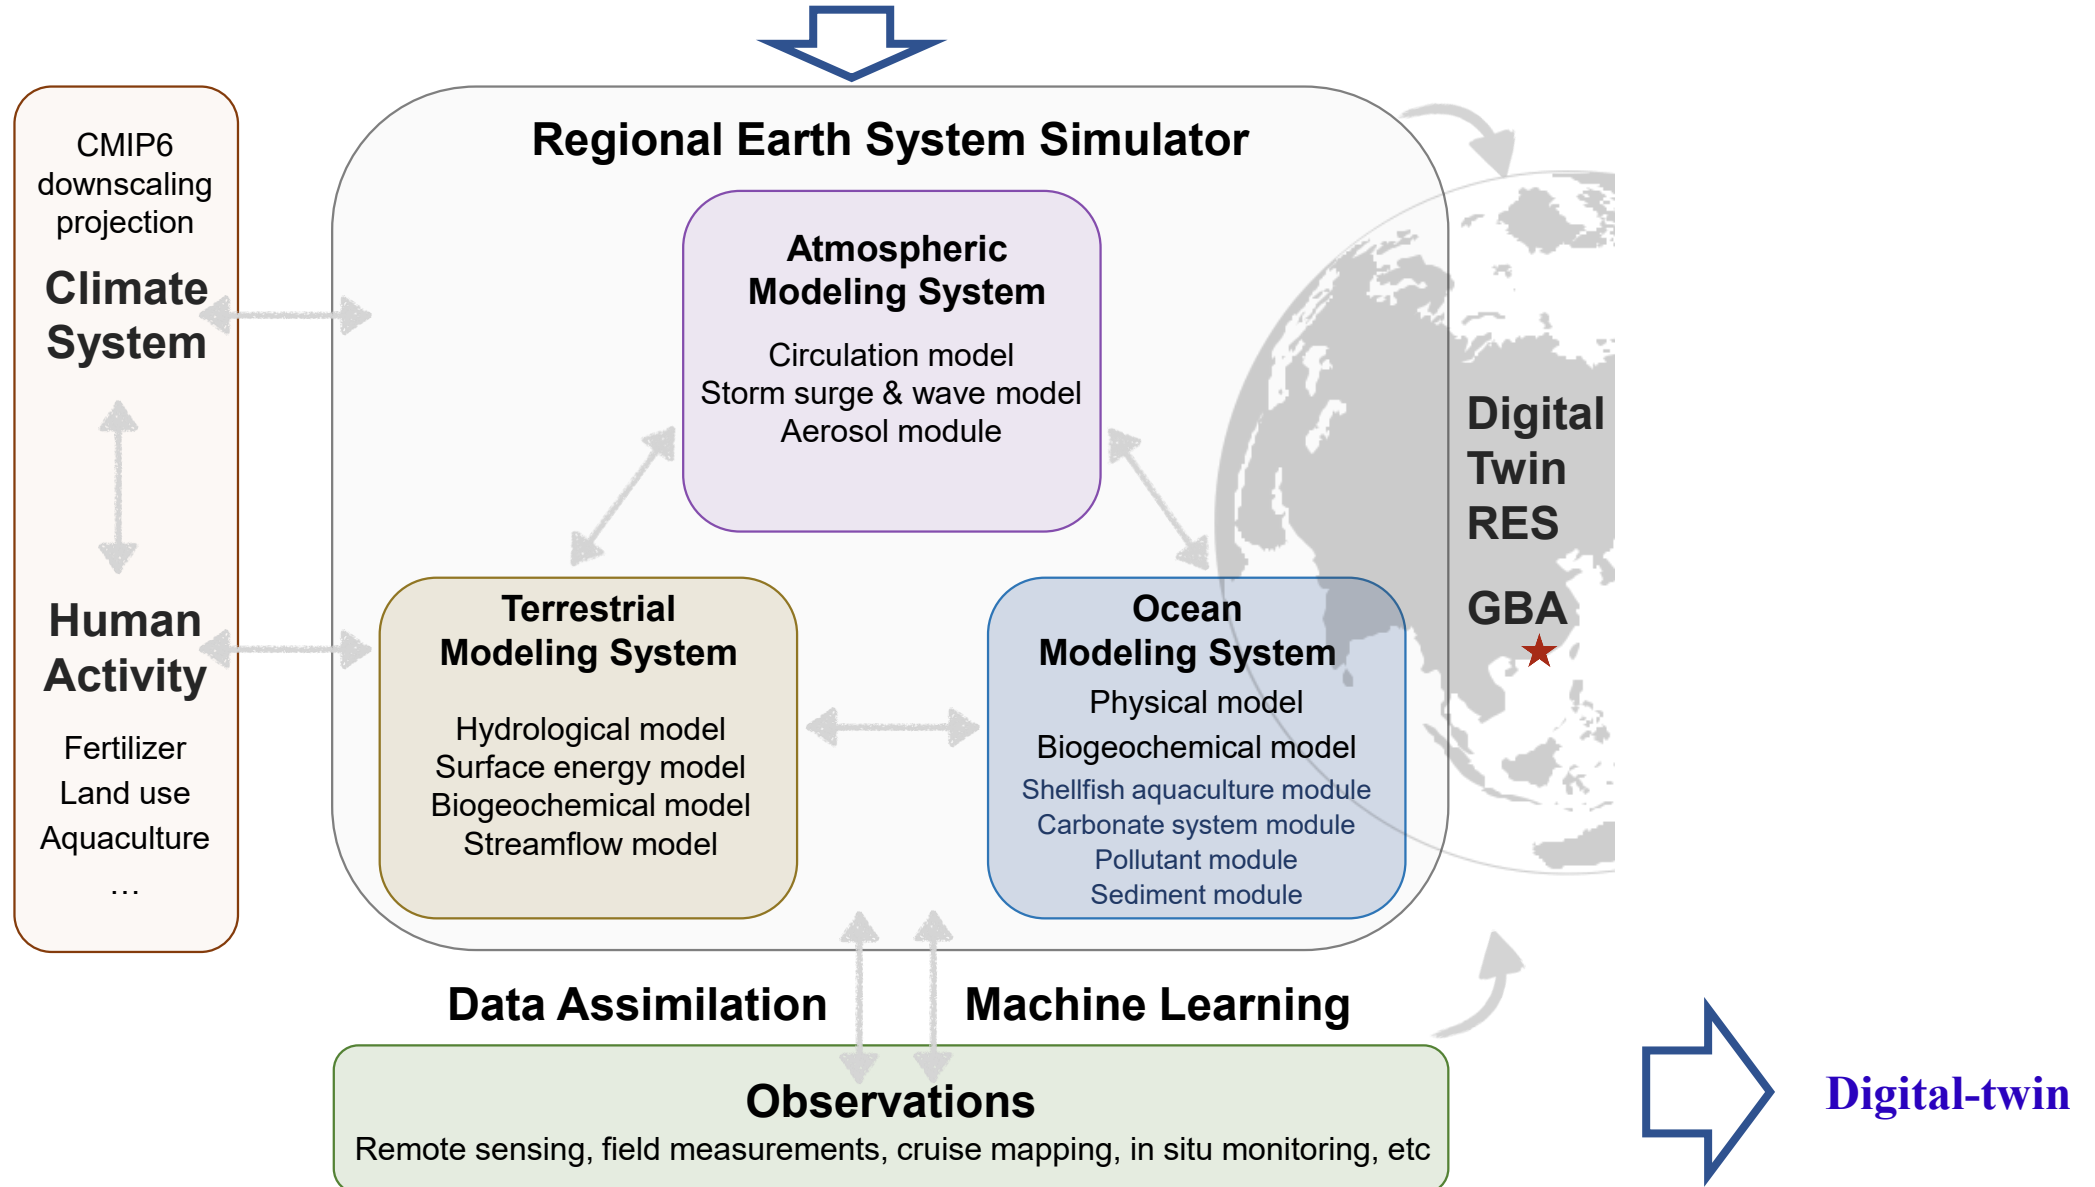 CMIP6
downscaling
projection
Climate
System
Human
Activity
Fertilizer
Land use
Aquaculture
…
Regional Earth System Simulator
Atmospheric
Modeling System
Circulation model
Storm surge & wave model
Aerosol module
Terrestrial
Modeling System
Hydrological model
Surface energy model
Biogeochemical model
Streamflow model
Ocean
Modeling System
Physical model
Biogeochemical model
Shellfish aquaculture module
Carbonate system module
Pollutant module
Sediment module
Digital
Twin
RES
GBA
Data Assimilation
Machine Learning
Observations
Remote sensing, field measurements, cruise mapping, in situ monitoring, etc
Digital-twin